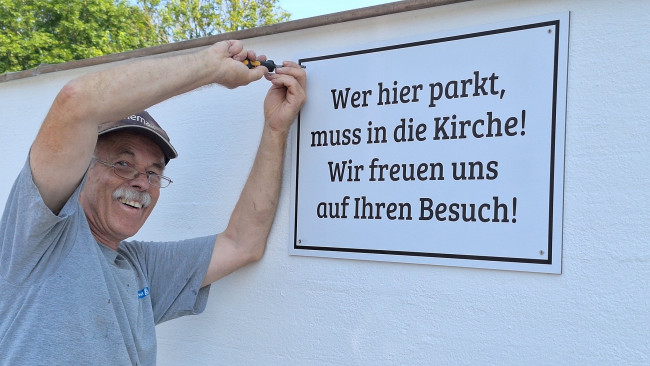 Wer hier parkt,
muss in die Kirche!
Wir freuen uns
auf Ihren Besuch!